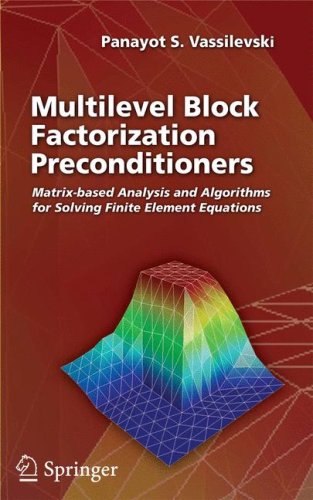 Panayot S. Vassilevski
Multilevel Block
Factorization
Preconditioners
Matrix-based Analysis and Algorithms
for Solving Finite Element Equations
Springer